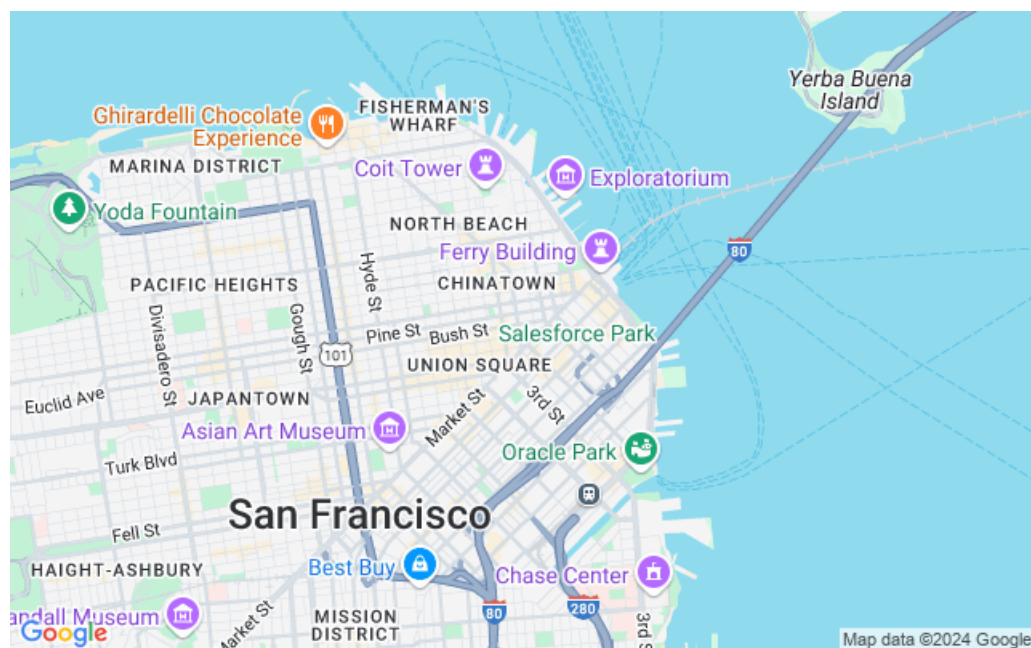 Yerba Buena
Island
FISHERMAN'S
WHARF
Ghirardelli Chocolate
Experience
MARINA DISTRICT
Coit Tower
Exploratorium
Yoda Fountain
NORTH BEACH
Ferry Building
80
Hyde St
PACIFIC HEIGHTS
CHINATOWN
Divisadero St
Gough St
Pine St
Bush St
Salesforce Park
101
UNION SQUARE
Euclid Ave
JAPANTOWN
3rd St
Market St
Asian Art Museum
Oracle Park
Turk Blvd
San Francisco
Fell St
HAIGHT-ASHBURY
Best Buy
Chase Center
80
280
3rd St
andall Museum
Market St
MISSION
DISTRICT
Google
Map data ©2024 Google